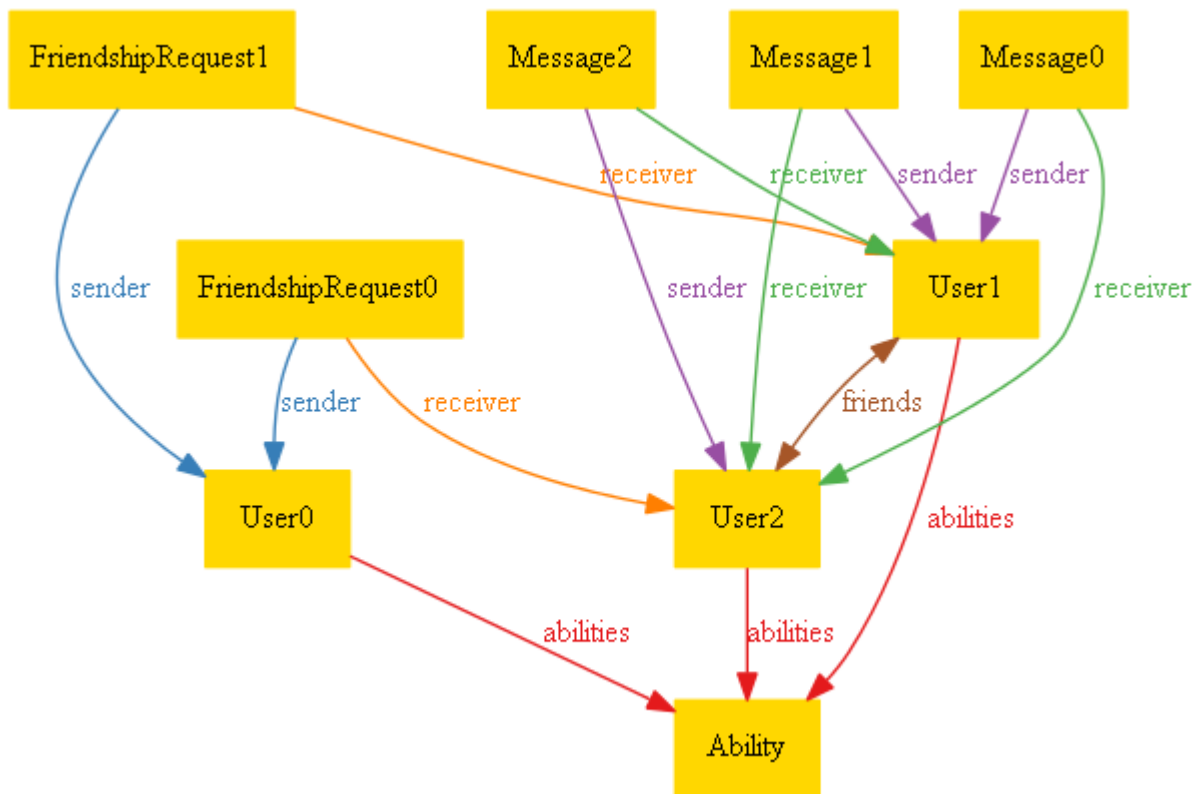 FriendshipRequest1
Message2
Message1
Message0
receiver
receiver
sender
sender
sender
FriendshipRequest0
sender
receiver
User1
receiver
sender
receiver
friends
User0
User2
abilities
abilities
abilities
Ability